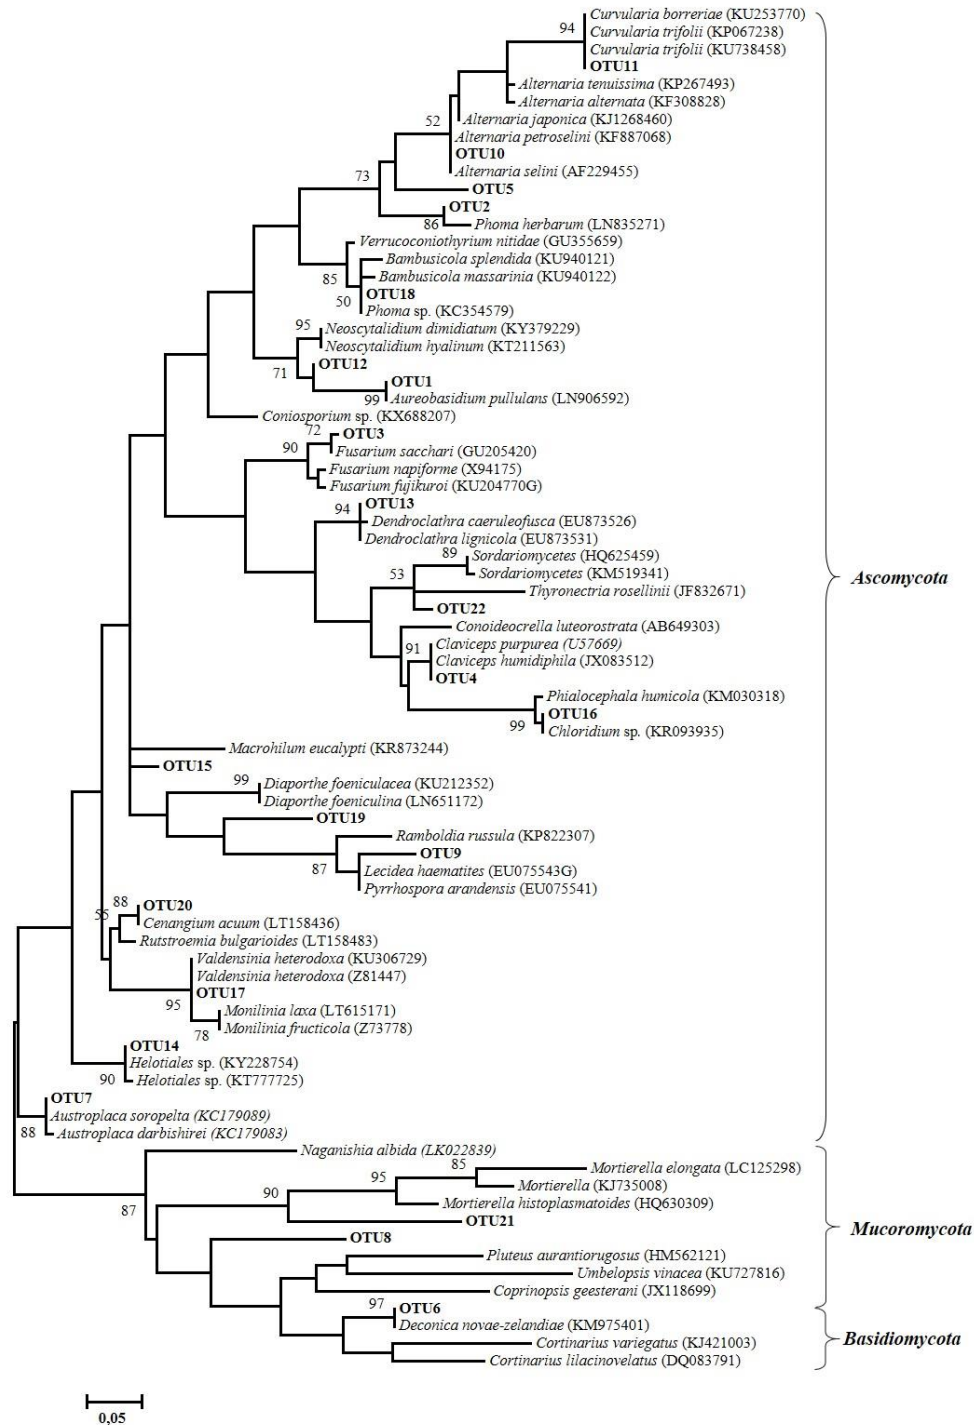 Curvularia borreriae (KU253770)
94
Curvularia trifolii (KP067238)
Curvularia trifolii (KU738458)
OTU11
Alternaria tenuissima (KP267493)
Alternaria alternata (KF308828)
52
Alternaria japonica (KJ1268460)
Alternaria petroselini (KF887068)
OTU10
Alternaria selini (AF229455)
73
OTU5
OTU2
86
Phoma herbarum (LN835271)
Verrucoconiothyrium nitidae (GU355659)
Bambusicola splendida (KU940121)
85
Bambusicola massarinia (KU940122)
OTU18
50
Phoma sp. (KC354579)
95
Neoscytalidium dimidiatum (KY379229)
Neoscytalidium hyalinum (KT211563)
OTU12
71
OTU1
99
Aureobasidium pullulans (LN906592)
Coniosporium sp. (KX688207)
72
OTU3
90
Fusarium sacchari (GU205420)
Fusarium napiforme (X94175)
Fusarium fujikuroi (KU204770G)
OTU13
94
Dendroclathra caeruleofusca (EU873526)
Dendroclathra lignicola (EU873531)
89
Sordariomycetes (HQ625459)
53
Sordariomycetes (KM519341)
Ascomycota
Thyronectria rosellinii (JF832671)
OTU22
Conoideocrella luteorostrata (AB649303)
91
Claviceps purpurea (U57669)
Claviceps humidiphila (JX083512)
OTU4
Phialocephala humicola (KM030318)
OTU16
99
Chloridium sp. (KR093935)
Macrohilum eucalypti (KR873244)
OTU15
99
Diaporthe foeniculacea (KU212352)
Diaporthe foeniculina (LN651172)
OTU19
Ramboldia russula (KP822307)
OTU9
87
Lecidea haematites (EU075543G)
Pyrrhospora arandensis (EU075541)
88
OTU20
55
Cenangium acuum (LT158436)
Rutstroemia bulgarioides (LT158483)
Valdensinia heterodoxa (KU306729)
Valdensinia heterodoxa (Z81447)
OTU17
95
Monilinia laxa (LT615171)
78
Monilinia fructicola (Z73778)
OTU14
Helotiales sp. (KY228754)
90
Helotiales sp. (KT777725)
OTU7
Austroplaca soropelta (KC179089)
88
Austroplaca darbishirei (KC179083)
Naganishia albida (LK022839)
85
Mortierella elongata (LC125298)
95
Mortierella (KJ735008)
90
Mortierella histoplasmatoides (HQ630309)
87
OTU21
Mucoromycota
OTU8
Pluteus aurantiorugosus (HM562121)
Umbelopsis vinacea (KU727816)
Coprinopsis geesterani (JX118699)
97
OTU6
Deconica novae-zelandiae (KM975401)
Basidiomycota
Cortinarius variegatus (KJ421003)
Cortinarius lilacinovelatus (DQ083791)
0,05